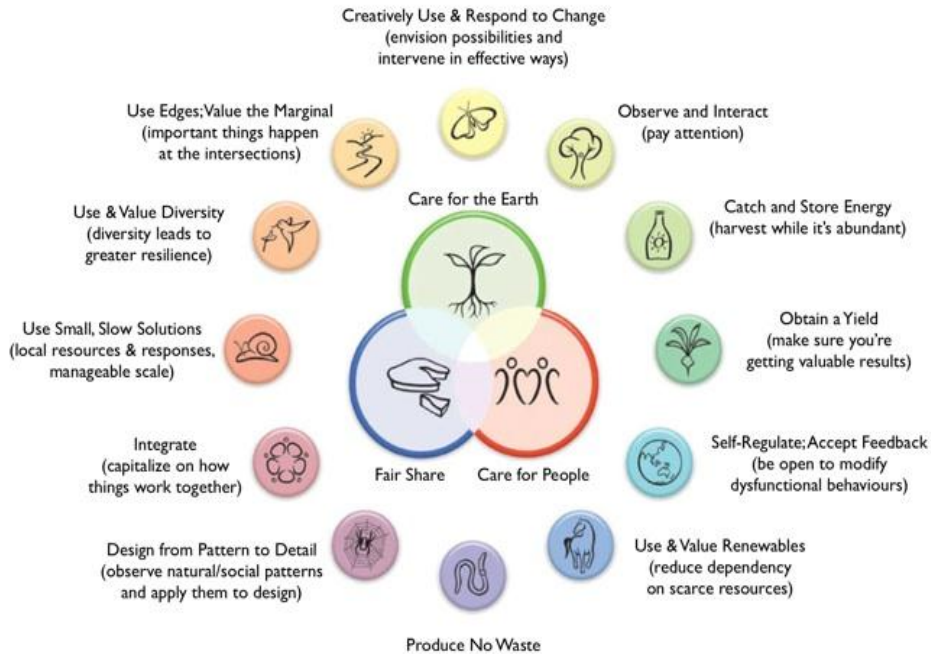 Creatively Use & Respond to Change
(envision possibilities and
intervene in effective ways)
Use Edges; Value the Marginal
(important things happen
at the intersections)
Observe and Interact
(pay attention)
Care for the Earth
Use & Value Diversity
(diversity leads to
greater resilience)
Catch and Store Energy
(harvest while it's abundant)
Use Small, Slow Solutions
(local resources & responses,
manageable scale)
Obtain a Yield
(make sure you're
getting valuable results)
Integrate
(capitalize on how
things work together)
Fair Share
Care for People
Self-Regulate; Accept Feedback
(be open to modify
dysfunctional behaviours)
Design from Pattern to Detail
(observe natural/social patterns
and apply them to design)
Use & Value Renewables
(reduce dependency
on scarce resources)
Produce No Waste